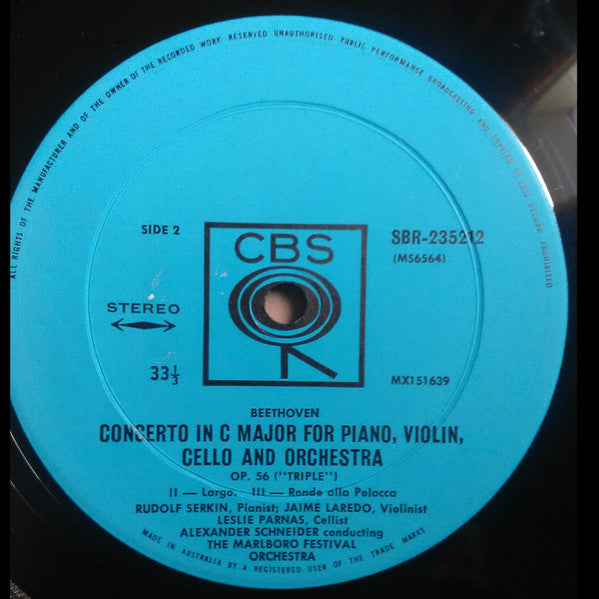 ALL RIGHTS OF THE MANUFACTURER AND OF THE OWNER OF THE RECORDED WORK RESERVED UNAUTHORISED PUBLIC PERFORMANCE BROADCASTING AND COPYING OF THIS RECORD PROHIBITED
SIDE 2
CBS
SBR-235212
(MS6564)
STEREO
33⅓
MX151639
BEETHOVEN
CONCERTO IN C MAJOR FOR PIANO, VIOLIN,
CELLO AND ORCHESTRA
OP. 56 ("TRIPLE")
II — Largo. III — Rondo alla Polacca
RUDOLF SERKIN, Pianist; JAIME LAREDO, Violinist
LESLIE PARNAS, Cellist
ALEXANDER SCHNEIDER conducting
THE MARLBORO FESTIVAL
ORCHESTRA
MADE IN AUSTRALIA BY A REGISTERED USER OF THE TRADE MARKS